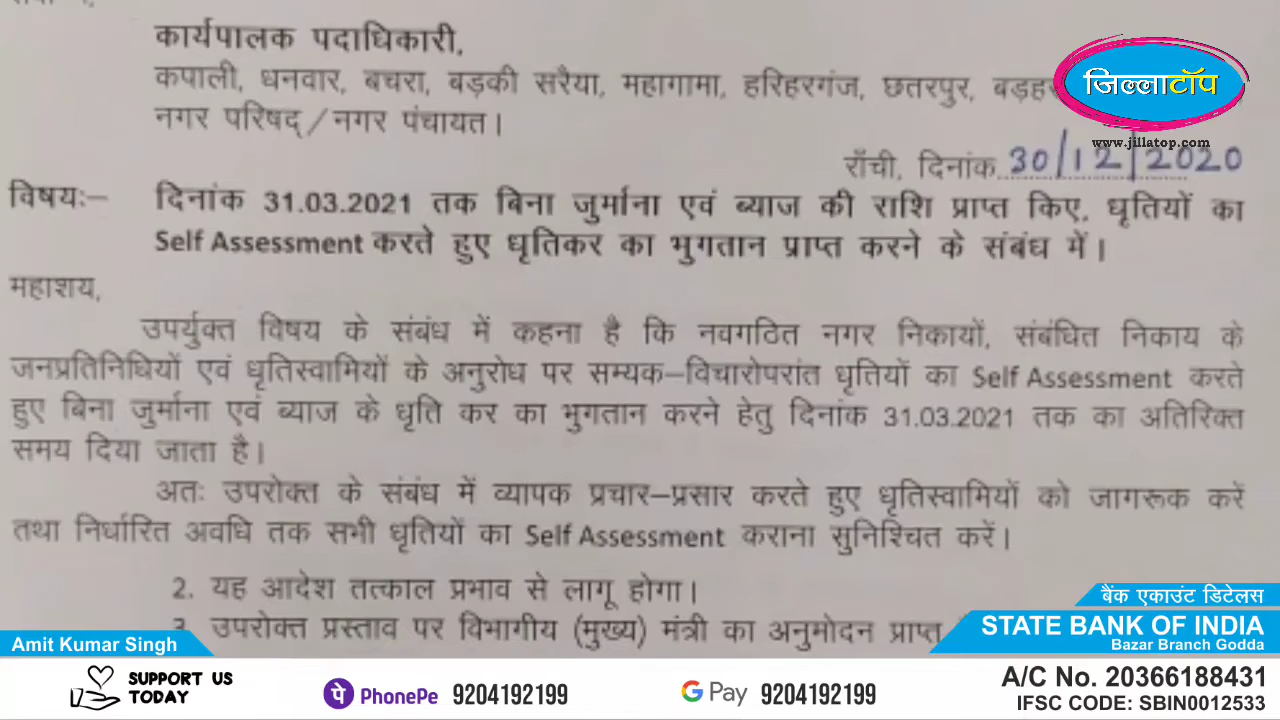 कार्यपालक पदाधिकारी,
कपाली, धनवार, बचरा, बड़की सरैया, महागामा, हरिहरगंज, छतरपुर,
नगर परिषद् / नगर पंचायत।
जिल्लाटॉप
www.jillatop.com
राँची, दिनांक 30/12/2020
विषयः– दिनांक 31.03.2021 तक बिना जुर्माना एवं ब्याज की राशि प्राप्त किए, धृतियों का
Self Assessment करते हुए धृतिकर का भुगतान प्राप्त करने के संबंध में।
महाशय,
उपर्युक्त विषय के संबंध में कहना है कि नवगठित नगर निकायों, संबंधित निकाय के
जनप्रतिनिधियों एवं धृतिस्वामियों के अनुरोध पर सम्यक–विचारोपरांत धृतियों का Self Assessment करते
हुए बिना जुर्माना एवं ब्याज के धृति कर का भुगतान करने हेतु दिनांक 31.03.2021 तक का अतिरिक्त
समय दिया जाता है।
अतः उपरोक्त के संबंध में व्यापक प्रचार–प्रसार करते हुए धृतिस्वामियों को जागरूक करें
तथा निर्धारित अवधि तक सभी धृतियों का Self Assessment कराना सुनिश्चित करें।
2. यह आदेश तत्काल प्रभाव से लागू होगा।
3. उपरोक्त प्रस्ताव पर विभागीय (मुख्य) मंत्री का अनुमोदन प्राप्त
बैंक एकाउंट डिटेलस
STATE BANK OF INDIA
Bazar Branch Godda
Amit Kumar Singh
SUPPORT US
TODAY
PhonePe 9204192199
G Pay 9204192199
A/C No. 20366188431
IFSC CODE: SBIN0012533